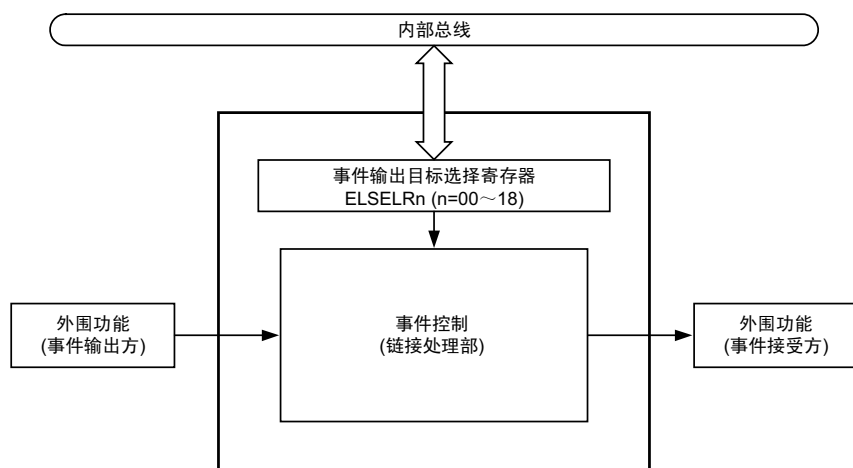 内部总线
事件输出目标选择寄存器
ELSELRn (n=00～18)
外围功能
(事件输出方)
事件控制
(链接处理部)
外围功能
(事件接受方)